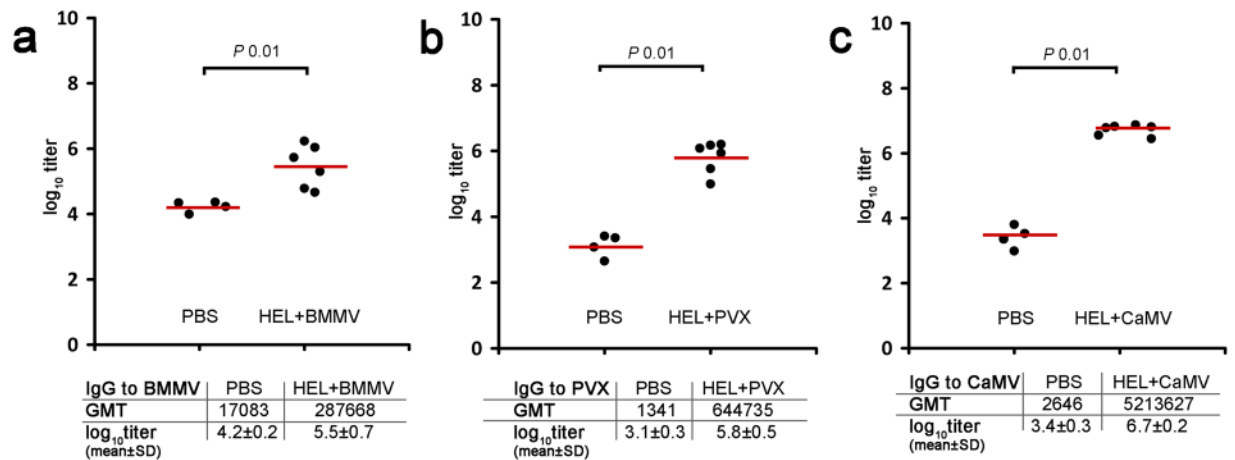 a
10
8
6
4
2
0
log₁₀ titer
P 0.01
PBS HEL+BMMV
IgG to BMMV PBS HEL+BMMV
GMT 17083 287668
log₁₀titer 4.2±0.2 5.5±0.7
(mean±SD)
b
10
8
6
4
2
0
log₁₀ titer
P 0.01
PBS HEL+PVX
IgG to PVX PBS HEL+PVX
GMT 1341 644735
log₁₀titer 3.1±0.3 5.8±0.5
(mean±SD)
c
10
8
6
4
2
0
log₁₀ titer
P 0.01
PBS HEL+CaMV
IgG to CaMV PBS HEL+CaMV
GMT 2646 5213627
log₁₀titer 3.4±0.3 6.7±0.2
(mean±SD)